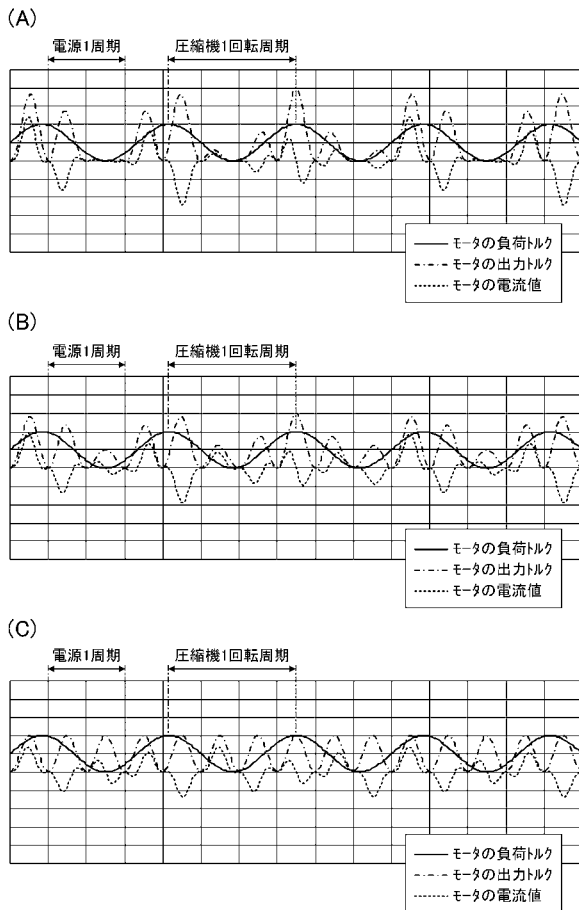 (A)
電源1周期
圧縮機1回転周期
モータの負荷トルク
モータの出力トルク
モータの電流値
(B)
電源1周期
圧縮機1回転周期
モータの負荷トルク
モータの出力トルク
モータの電流値
(C)
電源1周期
圧縮機1回転周期
モータの負荷トルク
モータの出力トルク
モータの電流値